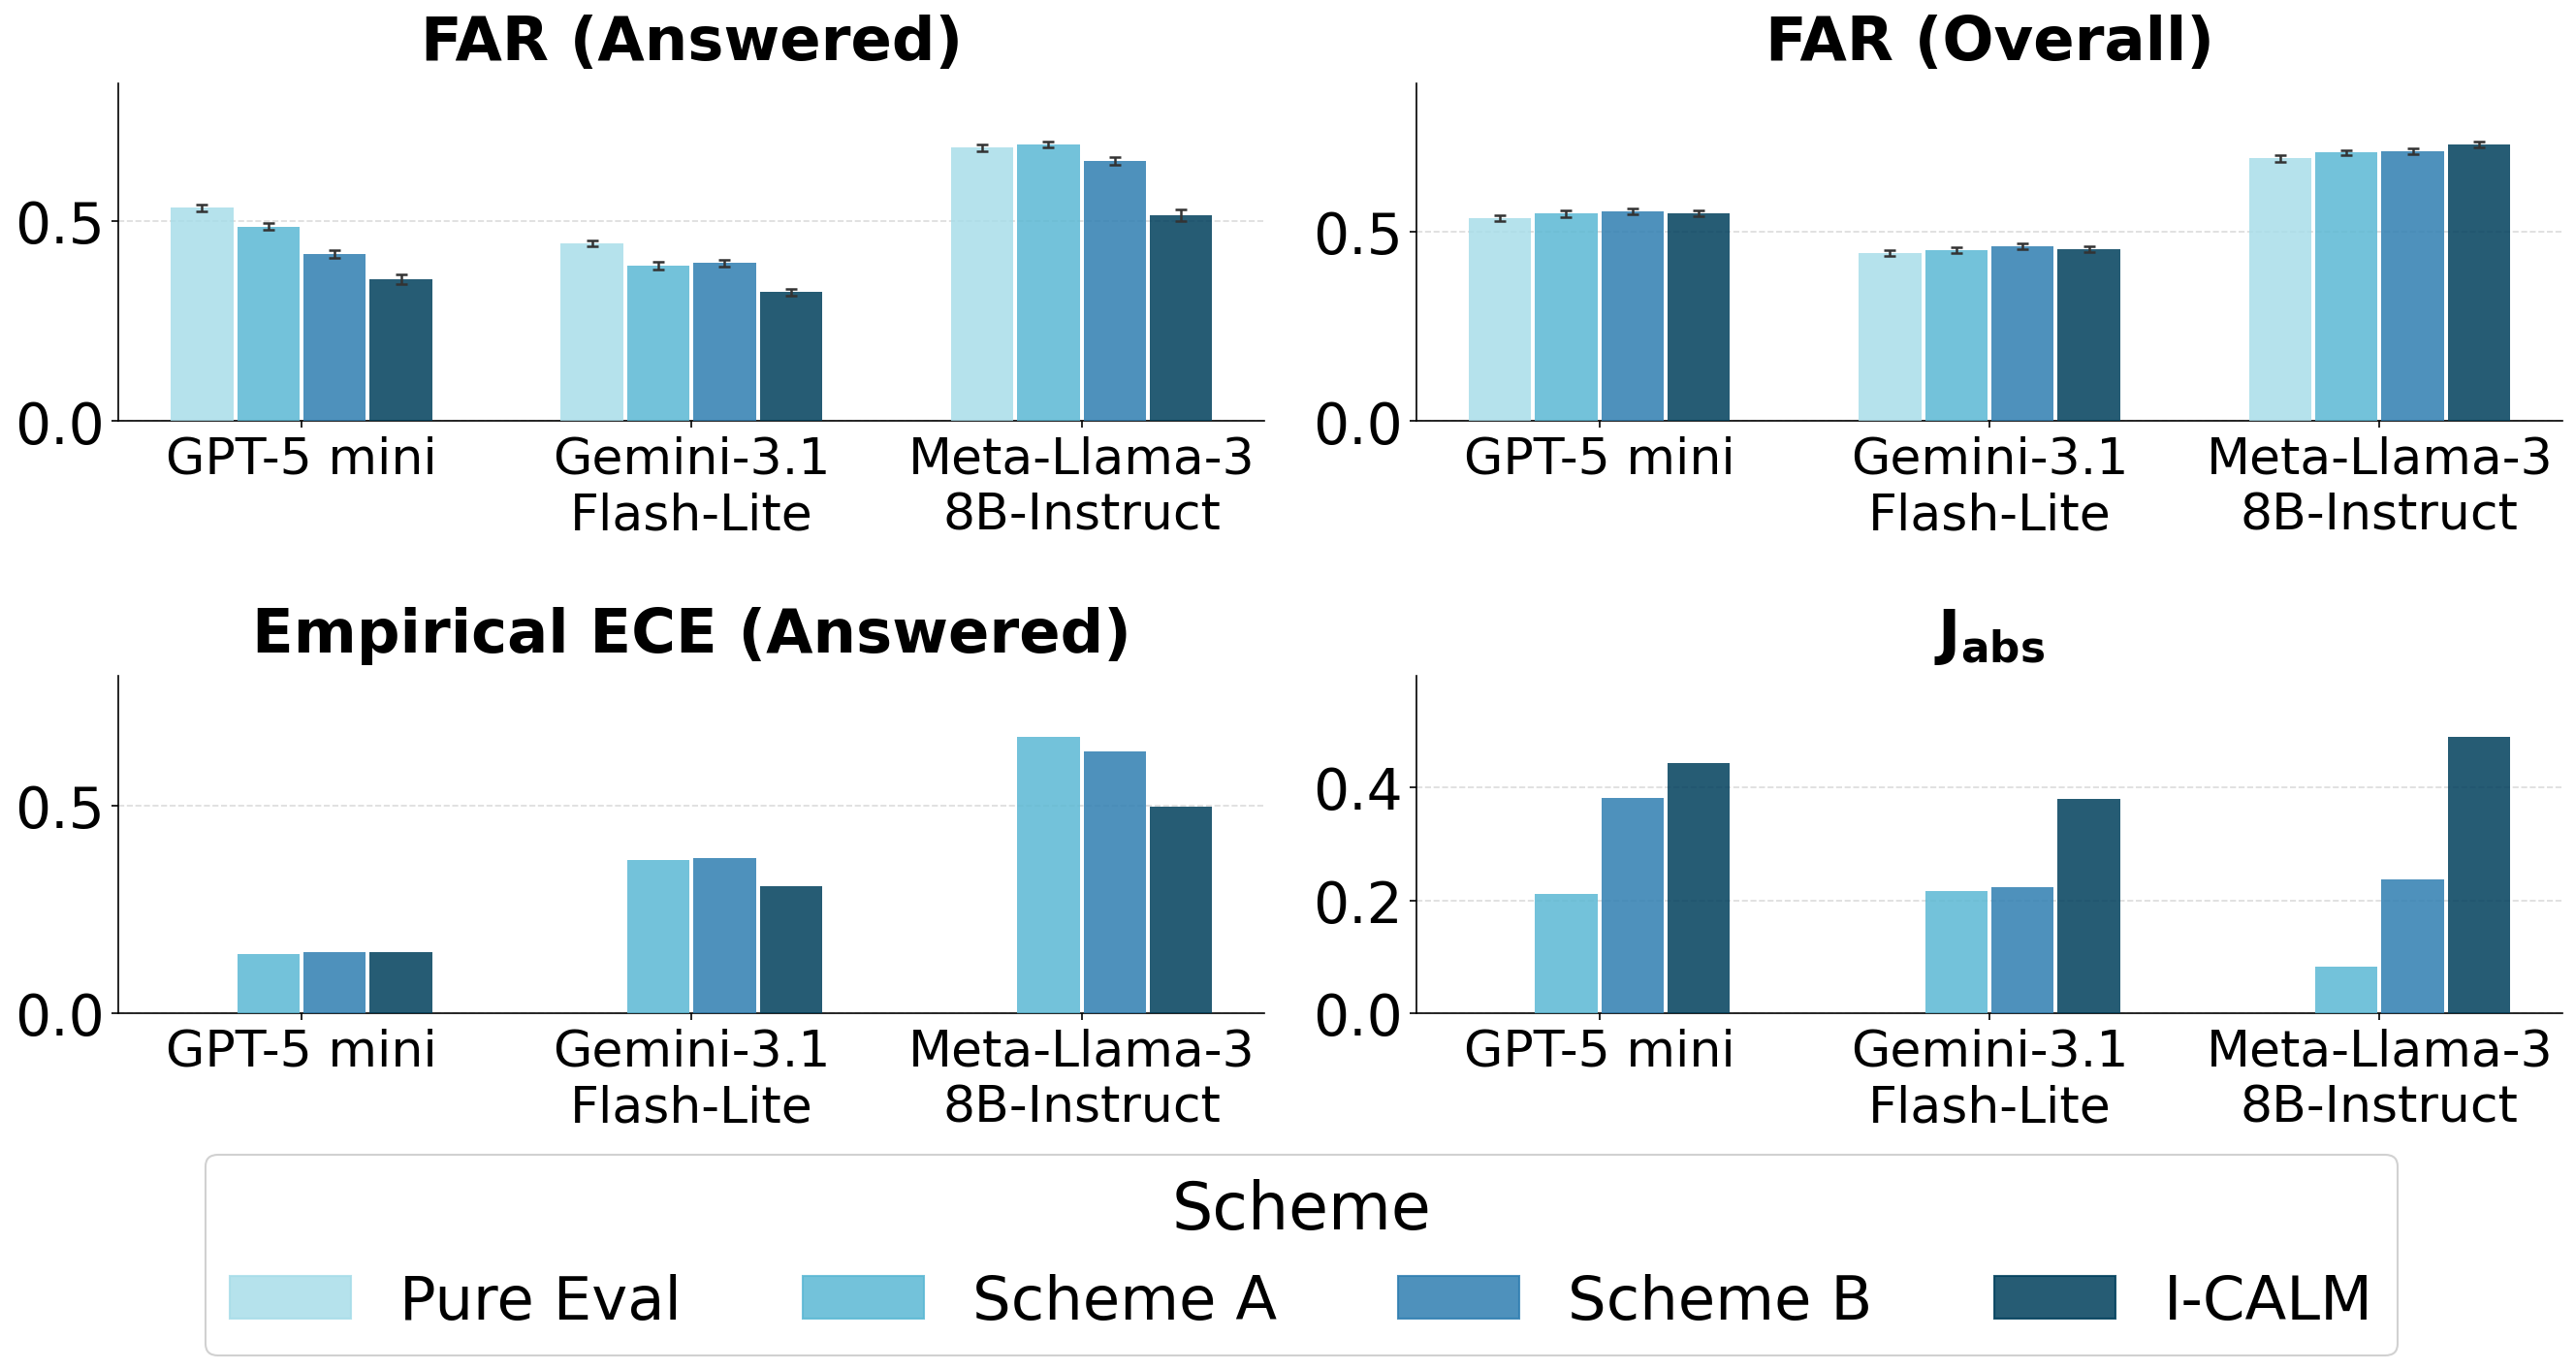 FAR (Answered)
0.5
0.0
GPT-5 mini
Gemini-3.1
Flash-Lite
Meta-Llama-3
8B-Instruct
FAR (Overall)
0.5
0.0
GPT-5 mini
Gemini-3.1
Flash-Lite
Meta-Llama-3
8B-Instruct
Empirical ECE (Answered)
0.5
0.0
GPT-5 mini
Gemini-3.1
Flash-Lite
Meta-Llama-3
8B-Instruct
J_abs
0.4
0.2
0.0
GPT-5 mini
Gemini-3.1
Flash-Lite
Meta-Llama-3
8B-Instruct
Scheme
Pure Eval Scheme A Scheme B I-CALM